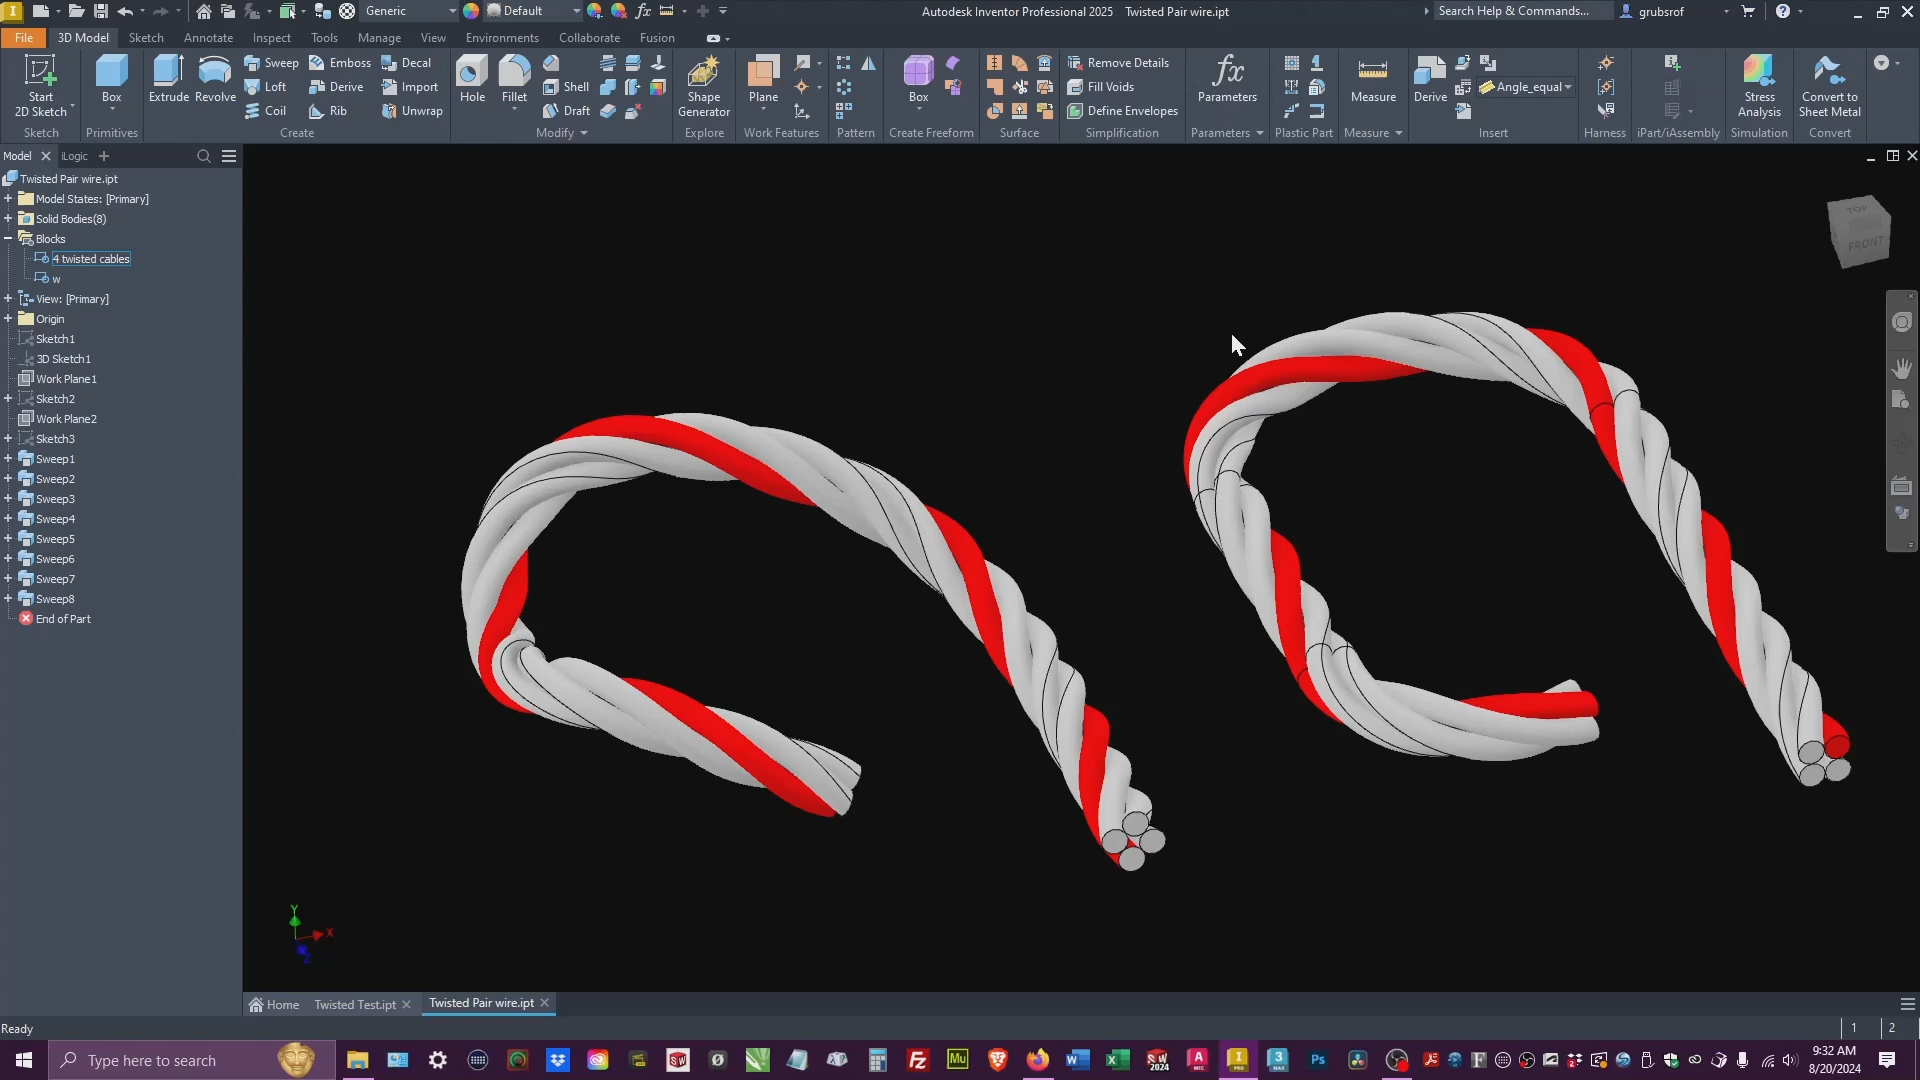 Generic
Default
Autodesk Inventor Professional 2025 Twisted Pair wire.ipt
Search Help & Commands...
grubsrof
File 3D Model Sketch Annotate Inspect Tools Manage View Environments Collaborate Fusion
Start 2D Sketch
Sketch
Box
Primitives
Extrude
Revolve
Sweep
Loft
Coil
Emboss
Derive
Rib
Decal
Import
Unwrap
Create
Hole
Fillet
Shell
Draft
Modify
Shape Generator
Explore
Plane
Work Features
Pattern
Box
Create Freeform
Surface
Remove Details
Fill Voids
Define Envelopes
Simplification
fx
Parameters
Parameters
Plastic Part
Measure
Measure
Derive
Angle_equal
Insert
Harness
iPart/iAssembly
Stress Analysis
Simulation
Convert to Sheet Metal
Convert
Model iLogic
Twisted Pair wire.ipt
Model States: [Primary]
Solid Bodies(8)
Blocks
4 twisted cables
w
View: [Primary]
Origin
Sketch1
3D Sketch1
Work Plane1
Sketch2
Work Plane2
Sketch3
Sweep1
Sweep2
Sweep3
Sweep4
Sweep5
Sweep6
Sweep7
Sweep8
End of Part
TOP
FRONT
Y
X
Z
Home Twisted Test.ipt Twisted Pair wire.ipt
Ready
1 2
Type here to search
9:32 AM
8/20/2024